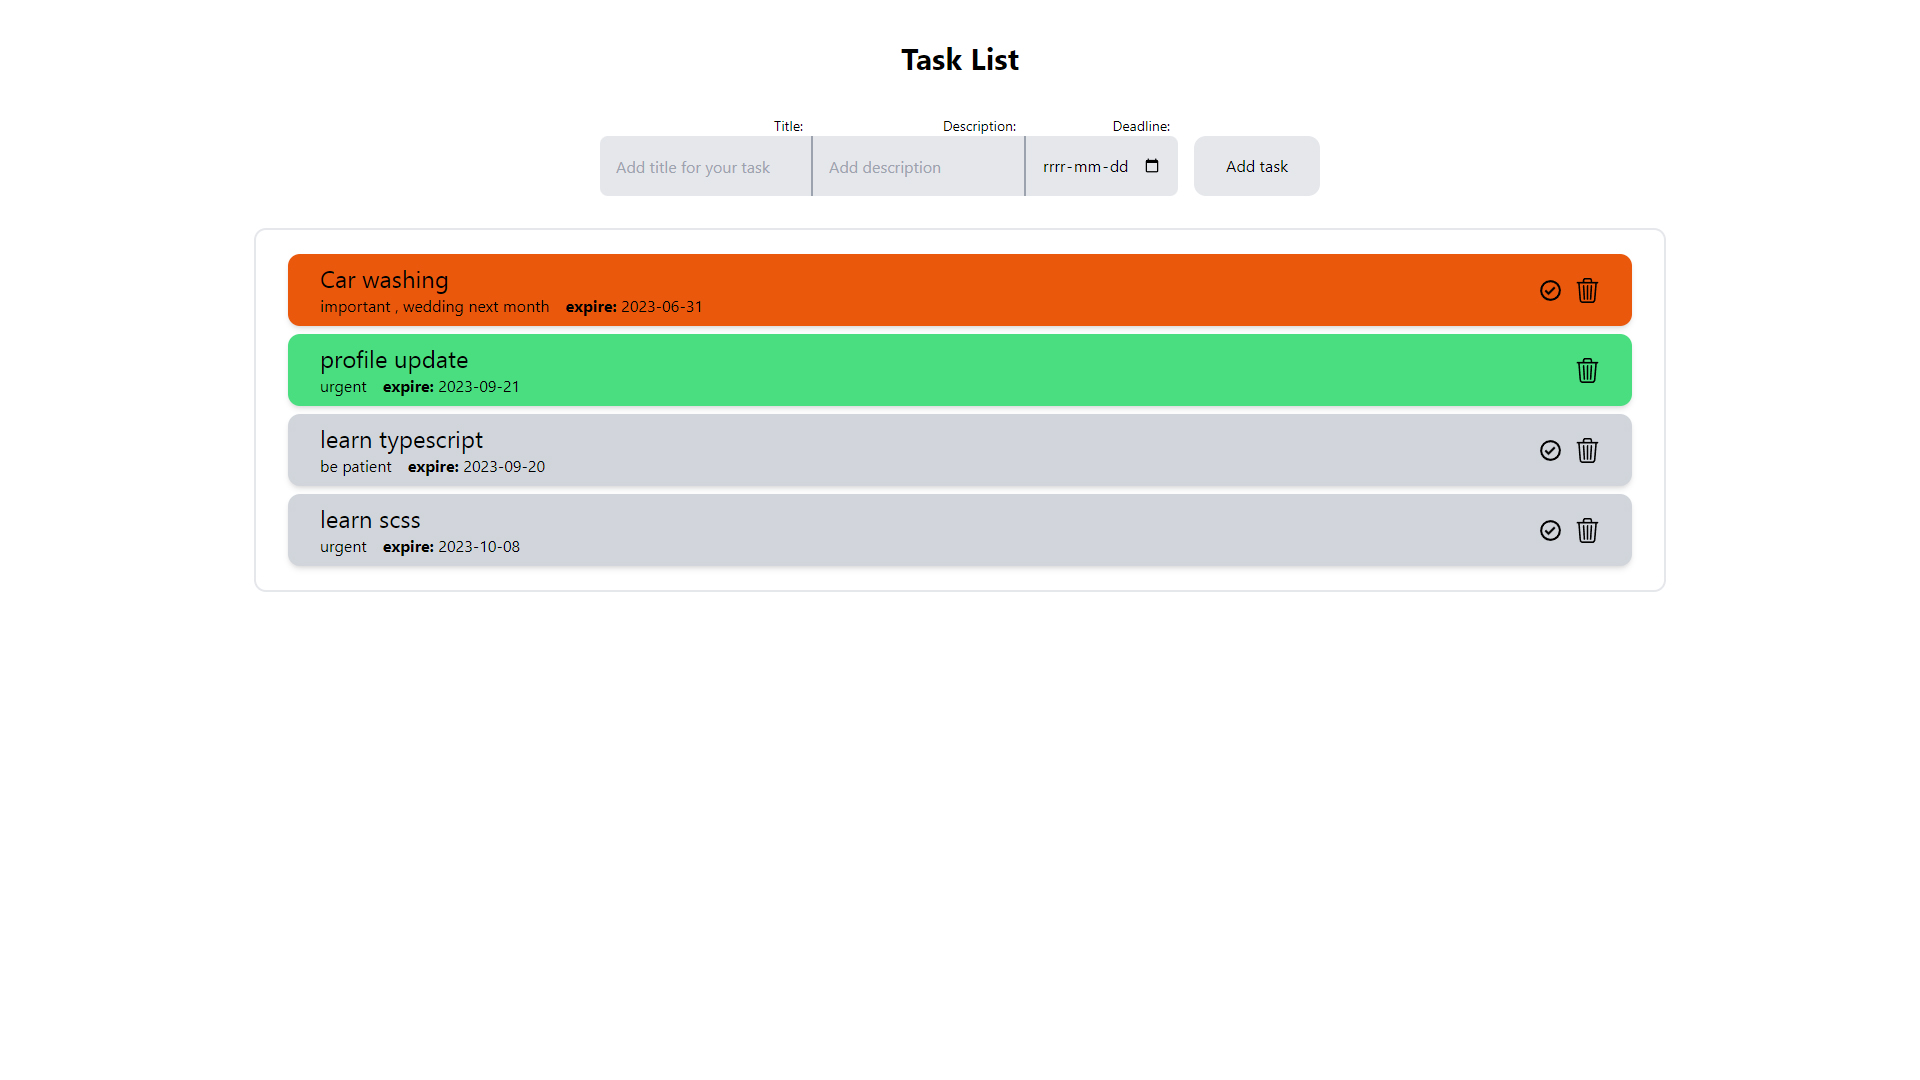 Task List
Title:
Description:
Deadline:
Add title for your task
Add description
rrrr-mm-dd
Add task
Car washing
important , wedding next month expire: 2023-06-31
profile update
urgent expire: 2023-09-21
learn typescript
be patient expire: 2023-09-20
learn scss
urgent expire: 2023-10-08